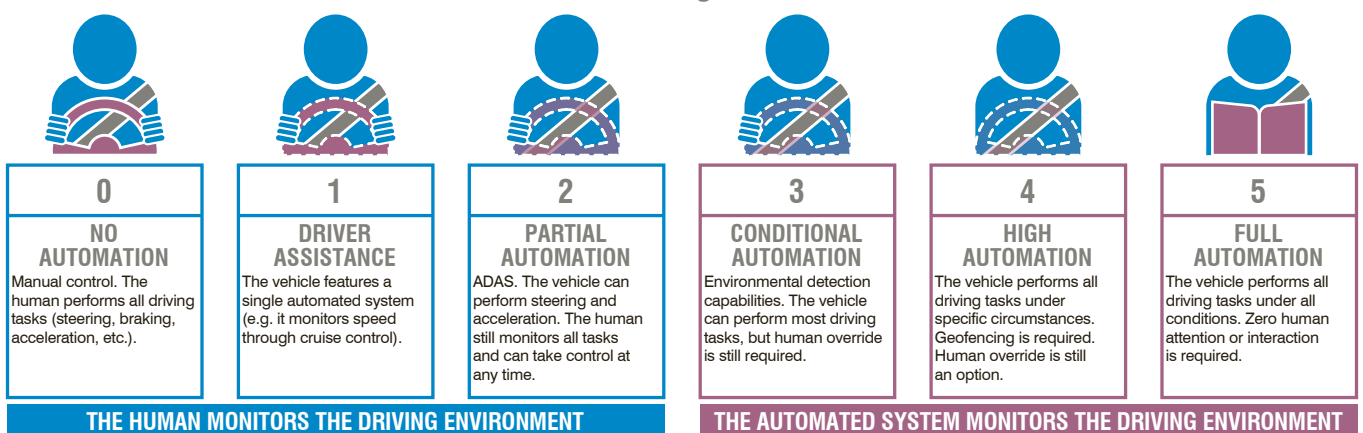 0
NO
AUTOMATION
Manual control. The
human performs all driving
tasks (steering, braking,
acceleration, etc.).
1
DRIVER
ASSISTANCE
The vehicle features a
single automated system
(e.g. it monitors speed
through cruise control).
2
PARTIAL
AUTOMATION
ADAS. The vehicle can
perform steering and
acceleration. The human
still monitors all tasks
and can take control at
any time.
THE HUMAN MONITORS THE DRIVING ENVIRONMENT
3
CONDITIONAL
AUTOMATION
Environmental detection
capabilities. The vehicle
can perform most driving
tasks, but human override
is still required.
4
HIGH
AUTOMATION
The vehicle performs all
driving tasks under
specific circumstances.
Geofencing is required.
Human override is still
an option.
5
FULL
AUTOMATION
The vehicle performs all
driving tasks under all
conditions. Zero human
attention or interaction
is required.
THE AUTOMATED SYSTEM MONITORS THE DRIVING ENVIRONMENT